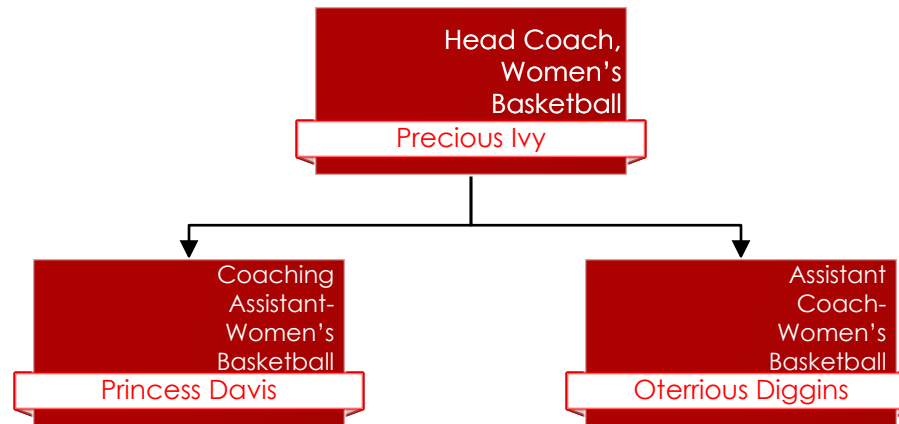 Head Coach,
Women’s
Basketball
Precious Ivy
Coaching
Assistant-
Women’s
Basketball
Princess Davis
Assistant
Coach-
Women’s
Basketball
Oterrious Diggins